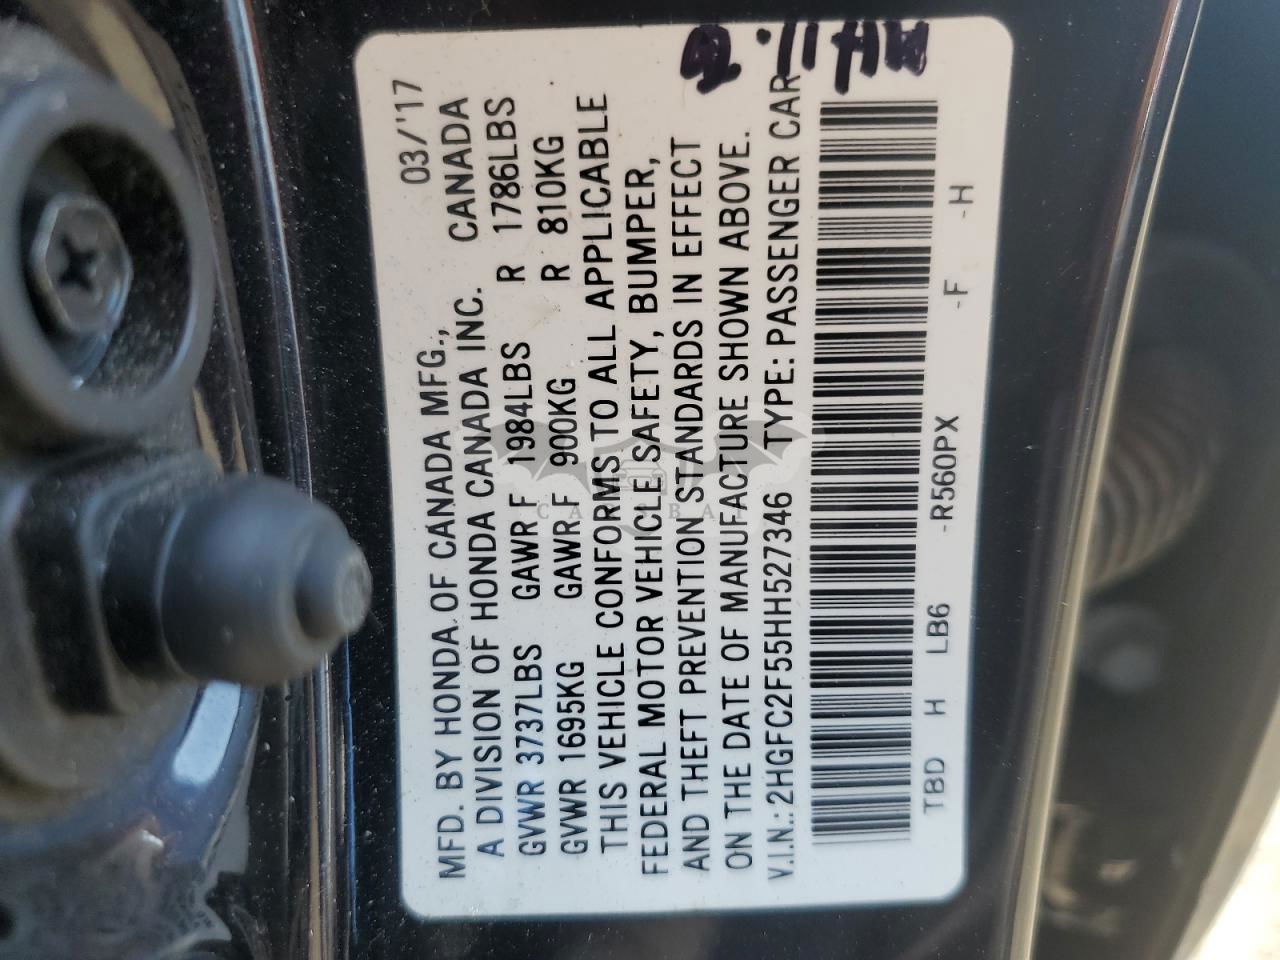 MFD. BY HONDA OF CANADA MFG., 03/'17
A DIVISION OF HONDA CANADA INC. CANADA
GVWR 3737LBS GAWR F 1984LBS R 1786LBS
GVWR 1695KG GAWR F 900KG R 810KG
THIS VEHICLE CONFORMS TO ALL APPLICABLE
FEDERAL MOTOR VEHICLE SAFETY, BUMPER,
AND THEFT PREVENTION STANDARDS IN EFFECT
ON THE DATE OF MANUFACTURE SHOWN ABOVE.
V.I.N.: 2HGFC2F55HH527346 TYPE: PASSENGER CAR
TBD H LB6 -R560PX -F -H